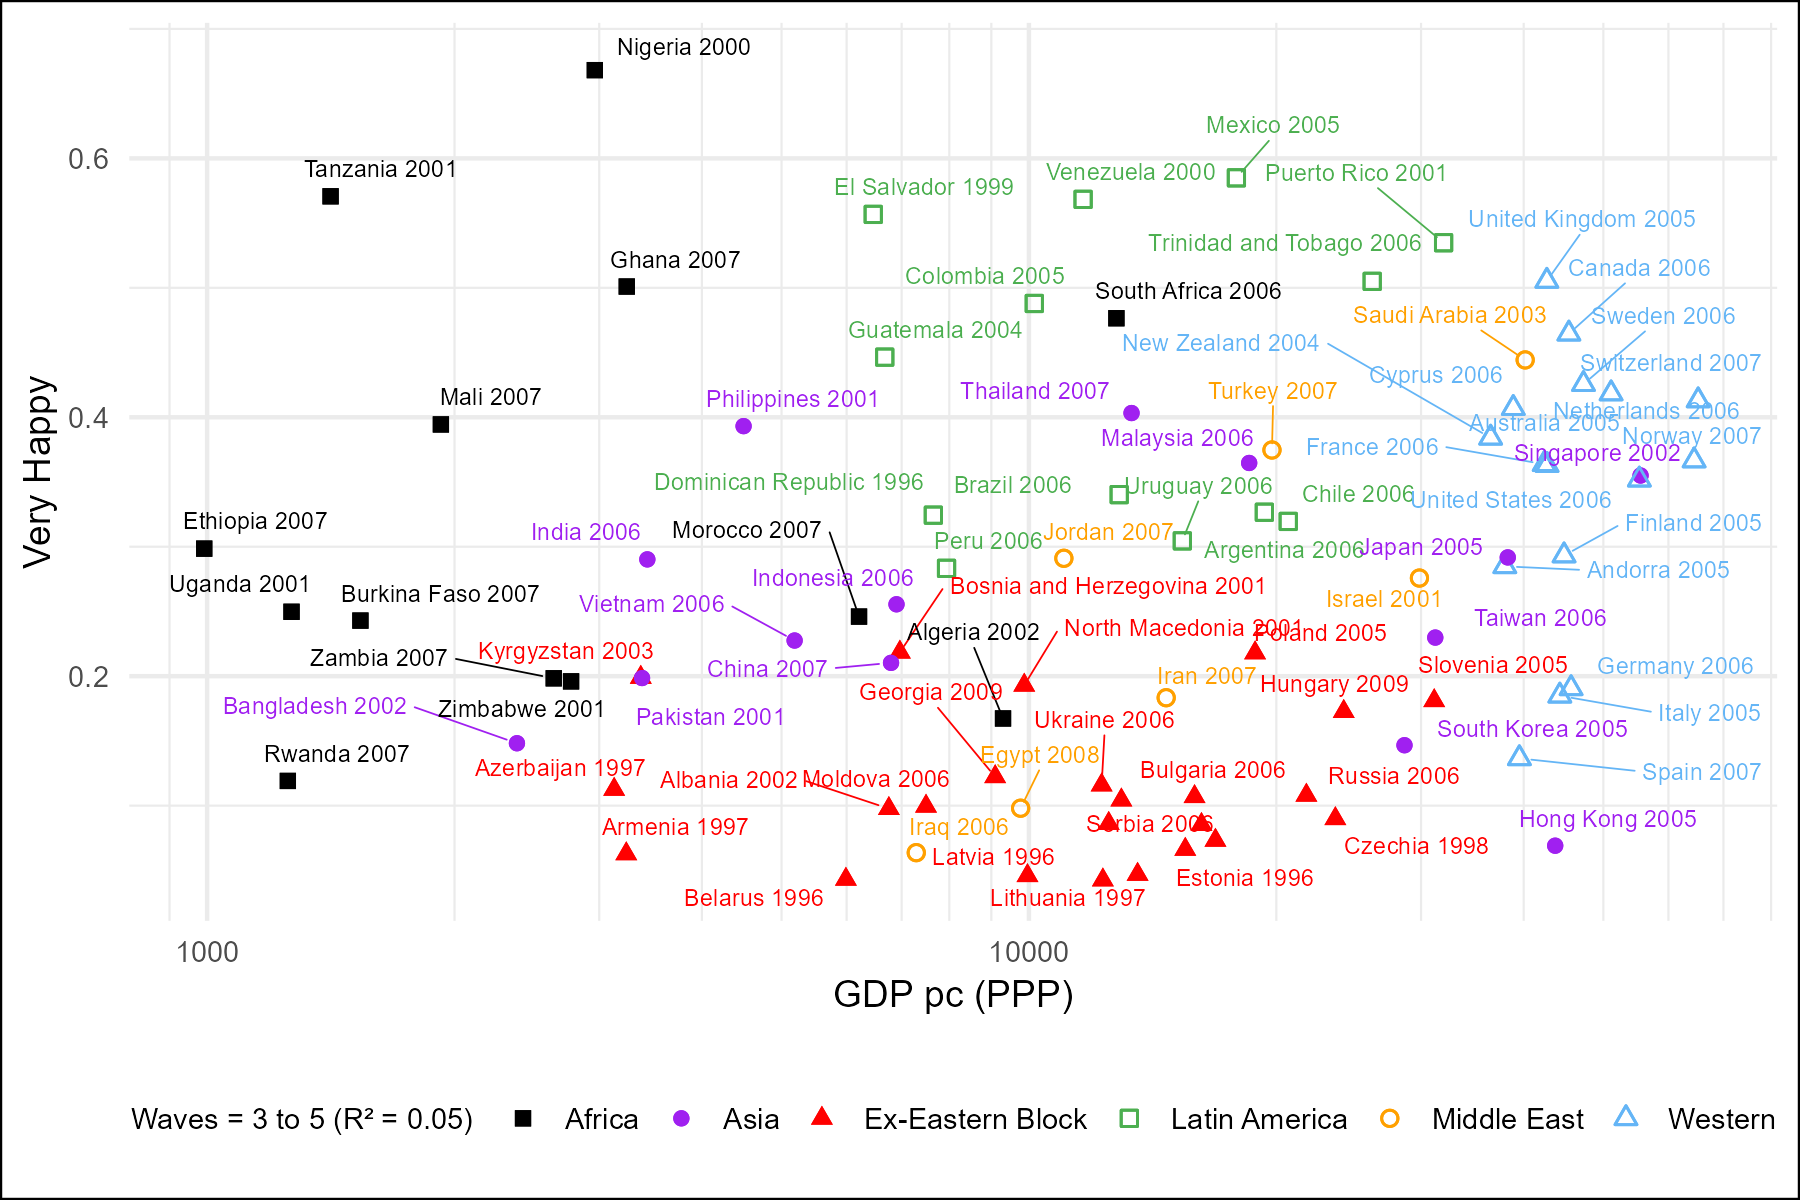 Nigeria 2000
Mexico 2005
Tanzania 2001
Venezuela 2000
Puerto Rico 2001
0.6
El Salvador 1999
United Kingdom 2005
Trinidad and Tobago 2006
Ghana 2007
Canada 2006
Colombia 2005
South Africa 2006
Saudi Arabia 2003
Sweden 2006
Guatemala 2004
New Zealand 2004
Switzerland 2007
Cyprus 2006
Thailand 2007
Turkey 2007
Mali 2007
Philippines 2001
Netherlands 2006
0.4
Australia 2005
Norway 2007
Malaysia 2006
France 2006
Singapore 2002
Very Happy
Dominican Republic 1996
Brazil 2006
Uruguay 2006
Chile 2006
United States 2006
Ethiopia 2007
Finland 2005
India 2006
Morocco 2007
Jordan 2007
Peru 2006
Argentina 2006
Japan 2005
Andorra 2005
Uganda 2001
Indonesia 2006
Bosnia and Herzegovina 2001
Burkina Faso 2007
Israel 2001
Vietnam 2006
Taiwan 2006
Algeria 2002
North Macedonia 2001
Poland 2005
Kyrgyzstan 2003
Zambia 2007
China 2007
Slovenia 2005
Germany 2006
0.2
Iran 2007
Georgia 2009
Hungary 2009
Bangladesh 2002
Zimbabwe 2001
Pakistan 2001
Ukraine 2006
Italy 2005
South Korea 2005
Rwanda 2007
Egypt 2008
Azerbaijan 1997
Albania 2002
Moldova 2006
Bulgaria 2006
Russia 2006
Spain 2007
Armenia 1997
Iraq 2006
Serbia 2006
Hong Kong 2005
Latvia 1996
Czechia 1998
Estonia 1996
Belarus 1996
Lithuania 1997
1000
10000
GDP pc (PPP)
Waves = 3 to 5 (R² = 0.05) Africa Asia Ex-Eastern Block Latin America Middle East Western